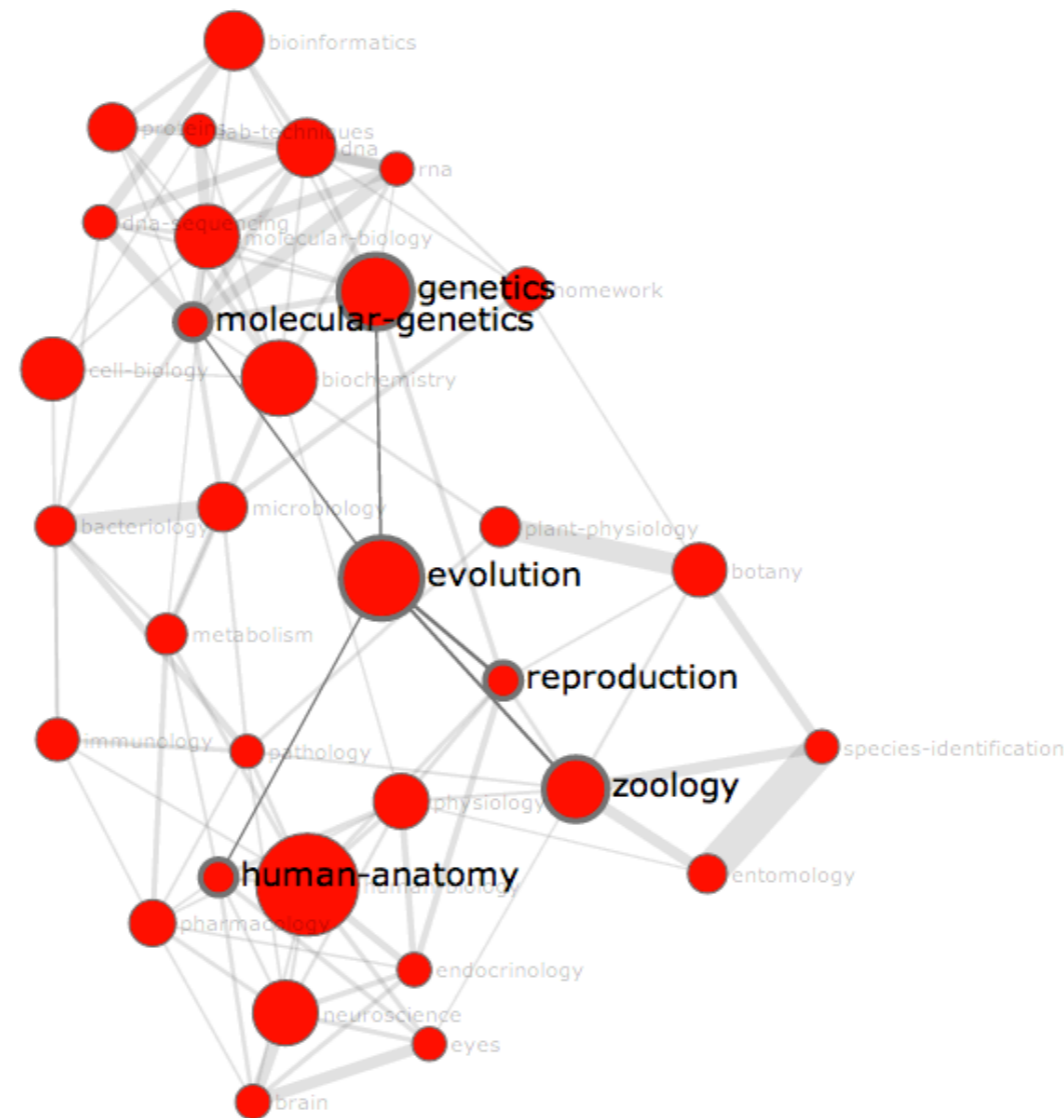 bioinformatics
proteins
lab-techniques
dna
rna
dna-sequencing
molecular-biology
genetics
homework
molecular-genetics
cell-biology
biochemistry
microbiology
bacteriology
plant-physiology
botany
evolution
metabolism
reproduction
immunology
pathology
species-identification
zoology
physiology
human-anatomy
human-biology
entomology
pharmacology
endocrinology
neuroscience
eyes
brain